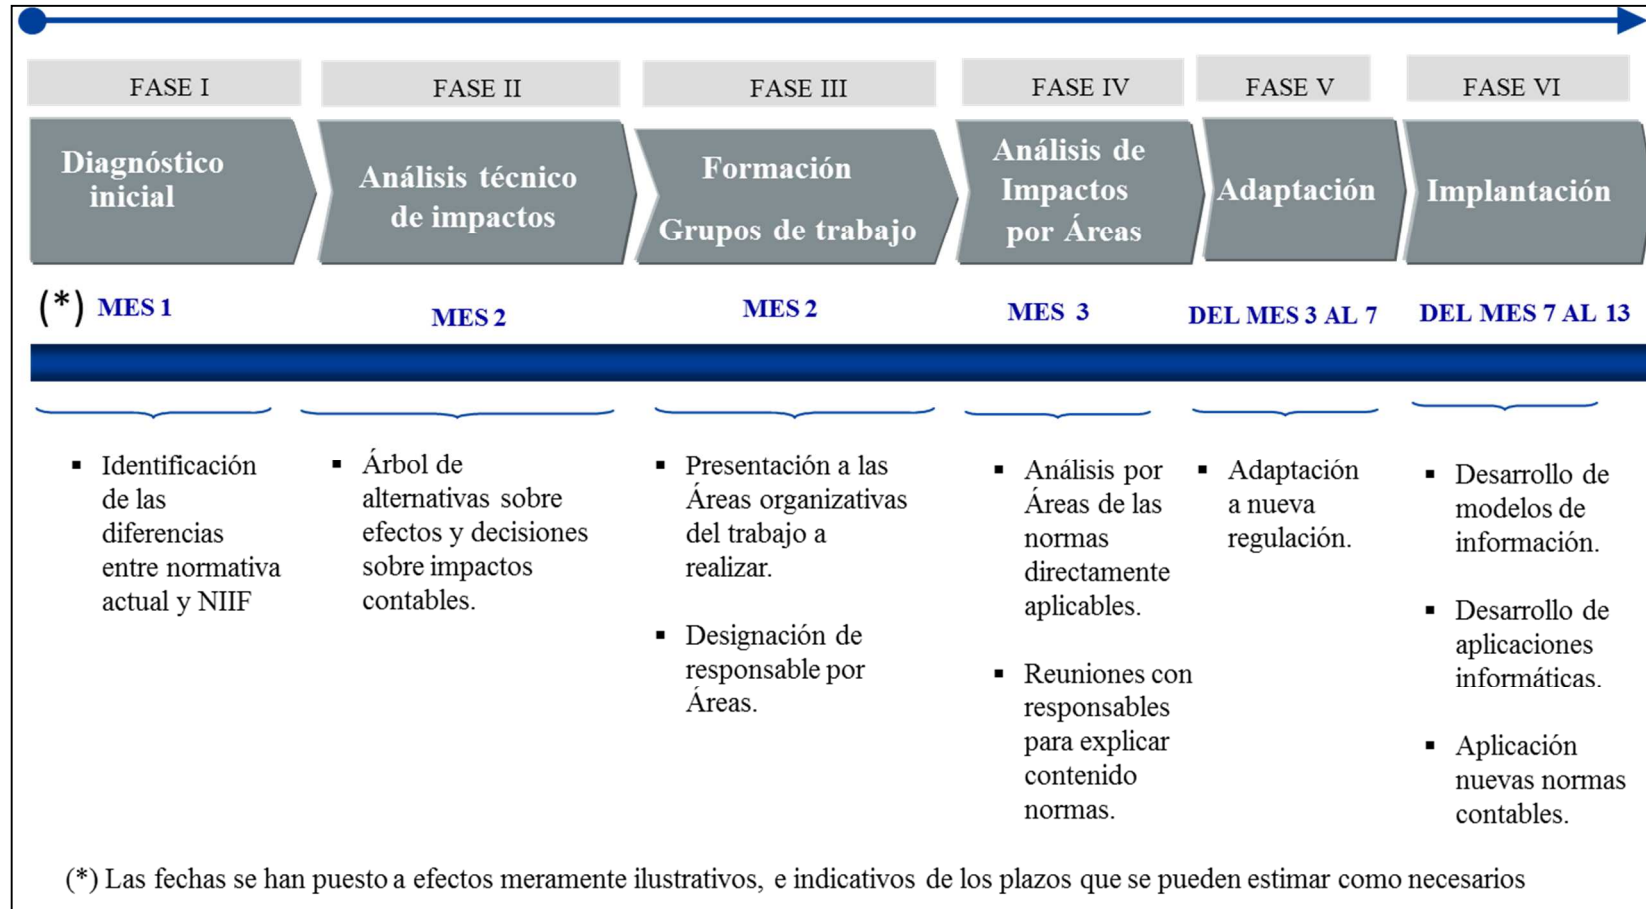 FASE I
FASE II
FASE III
FASE IV
FASE V
FASE VI
Diagnóstico
inicial
Análisis técnico
de impactos
Formación
Grupos de trabajo
Análisis de
Impactos
por Áreas
Adaptación
Implantación
(*) MES 1
MES 2
MES 2
MES 3
DEL MES 3 AL 7
DEL MES 7 AL 13
▪ Identificación
de las
diferencias
entre normativa
actual y NIIF
▪ Árbol de
alternativas sobre
efectos y decisiones
sobre impactos
contables.
▪ Presentación a las
Áreas organizativas
del trabajo a
realizar.
▪ Designación de
responsable por
Áreas.
▪ Análisis por
Áreas de las
normas
directamente
aplicables.
▪ Reuniones con
responsables
para explicar
contenido
normas.
▪ Adaptación
a nueva
regulación.
▪ Desarrollo de
modelos de
información.
▪ Desarrollo de
aplicaciones
informáticas.
▪ Aplicación
nuevas normas
contables.
(*) Las fechas se han puesto a efectos meramente ilustrativos, e indicativos de los plazos que se pueden estimar como necesarios